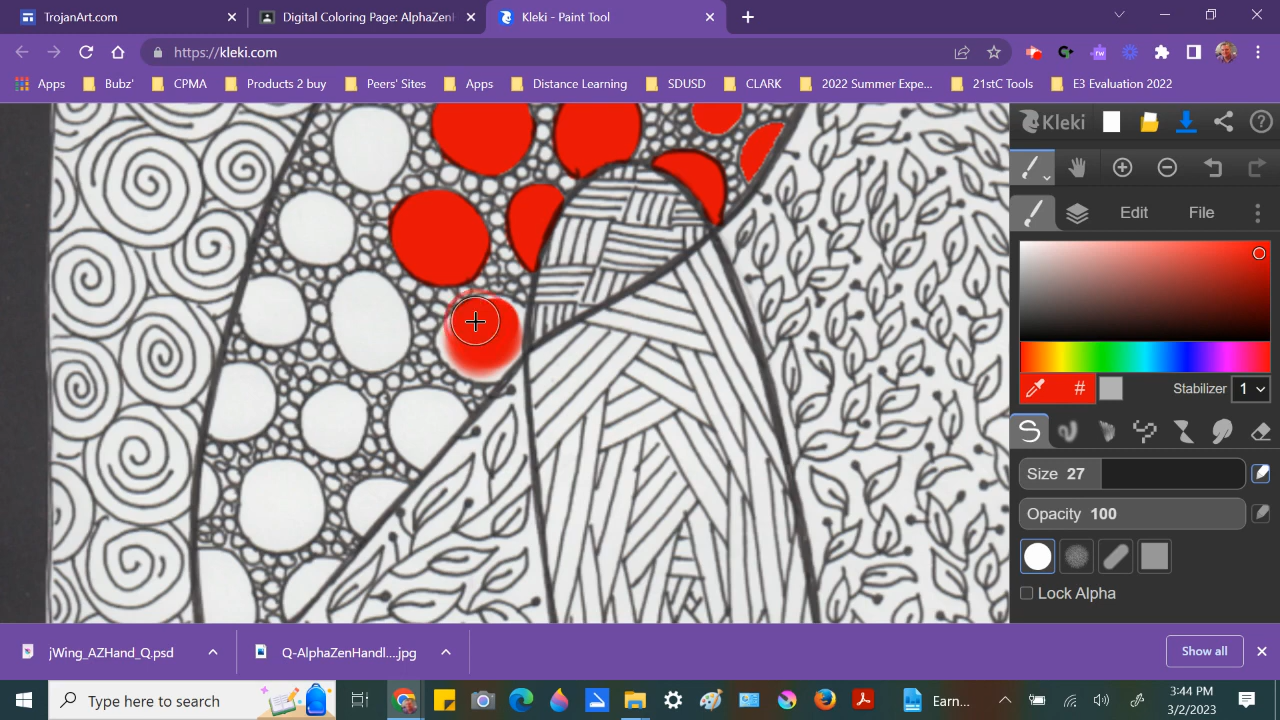 TrojanArt.com
Digital Coloring Page: AlphaZenH
Kleki - Paint Tool
https://kleki.com
Apps
Bubz'
CPMA
Products 2 buy
Peers' Sites
Apps
Distance Learning
SDUSD
CLARK
2022 Summer Expe...
21stC Tools
E3 Evaluation 2022
Kleki
Edit
File
#
Stabilizer
1
Size 27
Opacity 100
Lock Alpha
jWing_AZHand_Q.psd
Q-AlphaZenHandl....jpg
Show all
Type here to search
Earn...
3:44 PM
3/2/2023